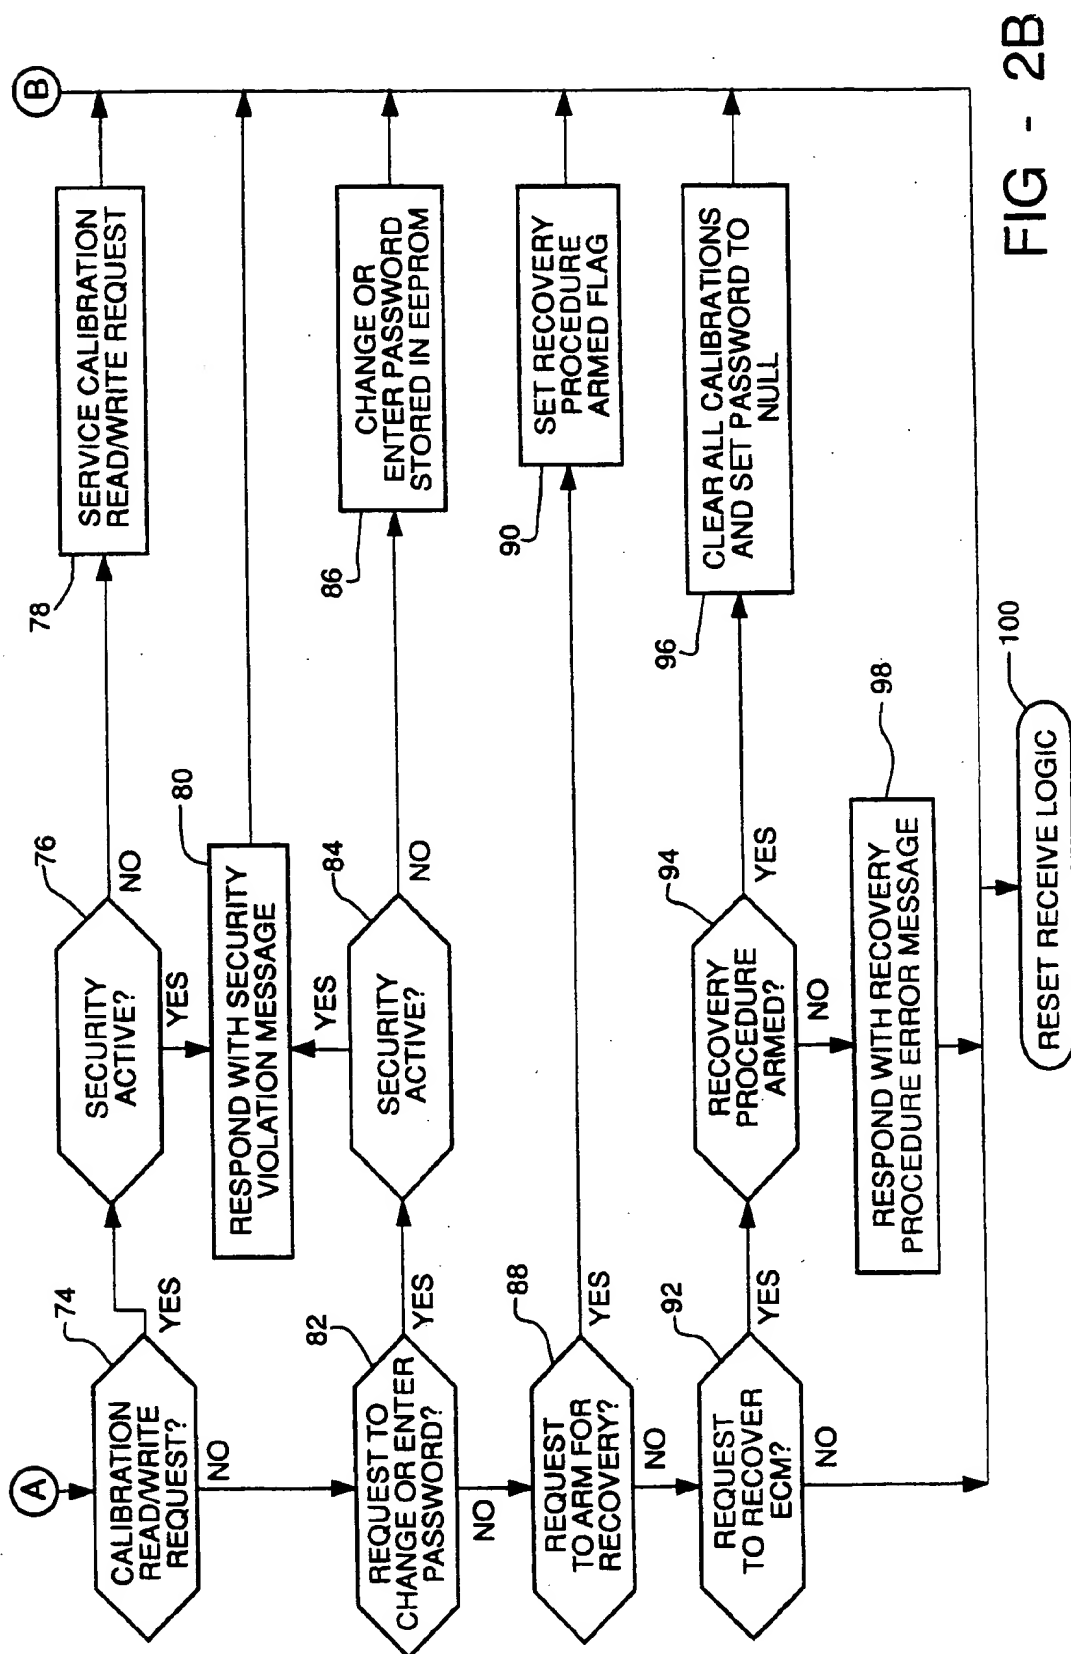 A
B
CALIBRATION
READ/WRITE
REQUEST?
74
YES
NO
SECURITY
ACTIVE?
76
NO
YES
SERVICE CALIBRATION
READ/WRITE REQUEST
78
RESPOND WITH SECURITY
VIOLATION MESSAGE
80
REQUEST TO
CHANGE OR ENTER
PASSWORD?
82
YES
NO
SECURITY
ACTIVE?
84
YES
NO
CHANGE OR
ENTER PASSWORD
STORED IN EEPROM
86
REQUEST
TO ARM FOR
RECOVERY?
88
YES
NO
SET RECOVERY
PROCEDURE
ARMED FLAG
90
REQUEST
TO RECOVER
ECM?
92
YES
NO
RECOVERY
PROCEDURE
ARMED?
94
YES
NO
CLEAR ALL CALIBRATIONS
AND SET PASSWORD TO
NULL
96
RESPOND WITH RECOVERY
PROCEDURE ERROR MESSAGE
98
RESET RECEIVE LOGIC
100
FIG - 2B